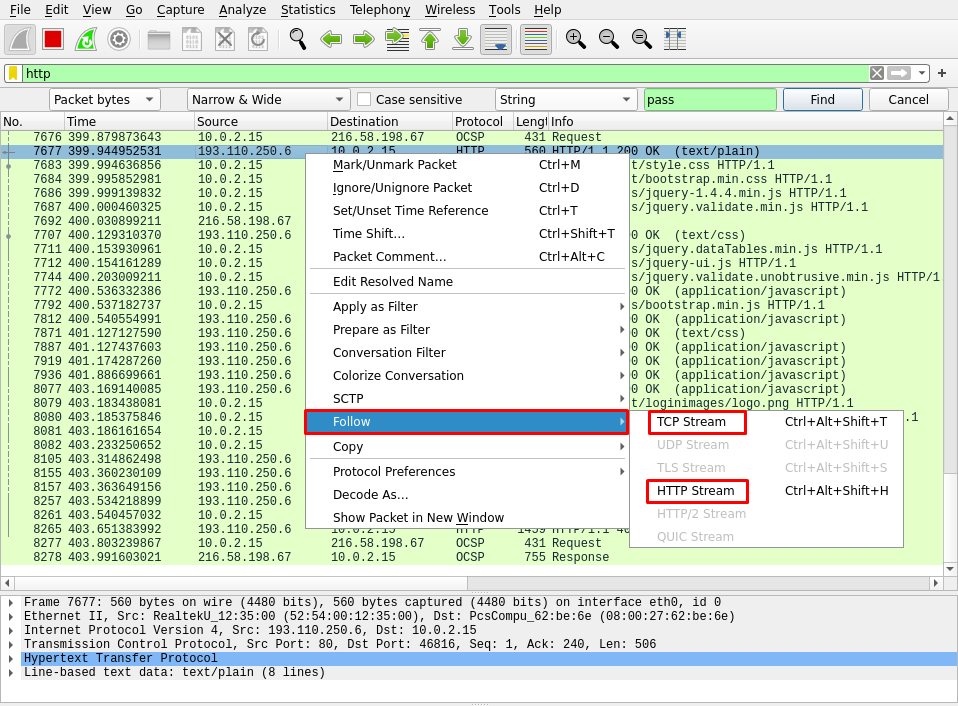 File Edit View Go Capture Analyze Statistics Telephony Wireless Tools Help
http
Packet bytes Narrow & Wide Case sensitive String pass Find Cancel
No. Time Source Destination Protocol Lengt Info
7676 399.879873643 10.0.2.15 216.58.198.67 OCSP 431 Request
7677 399.944952531 193.110.250.6 10.0.2.15 HTTP 560 HTTP/1.1 200 OK (text/plain)
7683 399.994636856 10.0.2.15 t/style.css HTTP/1.1
7684 399.995852981 10.0.2.15 t/bootstrap.min.css HTTP/1.1
7686 399.999139832 10.0.2.15 s/jquery-1.4.4.min.js HTTP/1.1
7687 400.000460325 10.0.2.15 s/jquery.validate.min.js HTTP/1.1
7692 400.030899211 216.58.198.67
7707 400.129310370 193.110.250.6 0 OK (text/css)
7711 400.153930961 10.0.2.15 s/jquery.dataTables.min.js HTTP/1.1
7712 400.154161289 10.0.2.15 s/jquery-ui.js HTTP/1.1
7744 400.203009211 10.0.2.15 s/jquery.validate.unobtrusive.min.js HTTP/1
7772 400.536332386 193.110.250.6 0 OK (application/javascript)
7792 400.537182737 10.0.2.15 s/bootstrap.min.js HTTP/1.1
7812 400.540554991 193.110.250.6 0 OK (application/javascript)
7871 401.127127590 193.110.250.6 0 OK (text/css)
7887 401.127437603 193.110.250.6 0 OK (application/javascript)
7919 401.174287260 193.110.250.6 0 OK (application/javascript)
7936 401.886699661 193.110.250.6 0 OK (application/javascript)
8077 403.169140085 193.110.250.6 0 OK (application/javascript)
8079 403.183438081 10.0.2.15 t/loginimages/logo.png HTTP/1.1
8080 403.185375846 10.0.2.15 .1
8081 403.186161654 10.0.2.15
8082 403.233250652 10.0.2.15
8105 403.314862498 193.110.250.6
8155 403.360230109 193.110.250.6
8157 403.363649156 193.110.250.6
8257 403.534218899 193.110.250.6
8261 403.540457032 10.0.2.15
8265 403.651383992 193.110.250.6 10.0.2.15 HTTP 1459 HTTP/1.1 40
8277 403.803239867 10.0.2.15 216.58.198.67 OCSP 431 Request
8278 403.991603021 216.58.198.67 10.0.2.15 OCSP 755 Response
Mark/Unmark Packet Ctrl+M
Ignore/Unignore Packet Ctrl+D
Set/Unset Time Reference Ctrl+T
Time Shift... Ctrl+Shift+T
Packet Comment... Ctrl+Alt+C
Edit Resolved Name
Apply as Filter
Prepare as Filter
Conversation Filter
Colorize Conversation
SCTP
Follow
Copy
Protocol Preferences
Decode As...
Show Packet in New Window
TCP Stream Ctrl+Alt+Shift+T
UDP Stream Ctrl+Alt+Shift+U
TLS Stream Ctrl+Alt+Shift+S
HTTP Stream Ctrl+Alt+Shift+H
HTTP/2 Stream
QUIC Stream
Frame 7677: 560 bytes on wire (4480 bits), 560 bytes captured (4480 bits) on interface eth0, id 0
Ethernet II, Src: RealtekU_12:35:00 (52:54:00:12:35:00), Dst: PcsCompu_62:be:6e (08:00:27:62:be:6e)
Internet Protocol Version 4, Src: 193.110.250.6, Dst: 10.0.2.15
Transmission Control Protocol, Src Port: 80, Dst Port: 46816, Seq: 1, Ack: 240, Len: 506
Hypertext Transfer Protocol
Line-based text data: text/plain (8 lines)